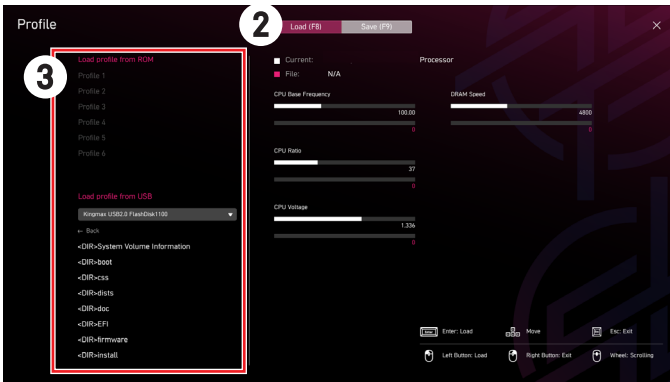 Profile
2
Load (F8)
Save (F9)
3
Load profile from ROM
Profile 1
Profile 2
Profile 3
Profile 4
Profile 5
Profile 6
Load profile from USB
Kingmax USB2.0 FlashDisk1100
← Back
<DIR>System Volume Information
<DIR>boot
<DIR>css
<DIR>dists
<DIR>doc
<DIR>EFI
<DIR>firmware
<DIR>install
Current:
Processor
File: N/A
CPU Base Frequency
100.00
0
DRAM Speed
4800
0
CPU Ratio
37
0
CPU Voltage
1.336
0
Enter: Load
Move
Esc: Exit
Left Button: Load
Right Button: Exit
Wheel: Scrolling